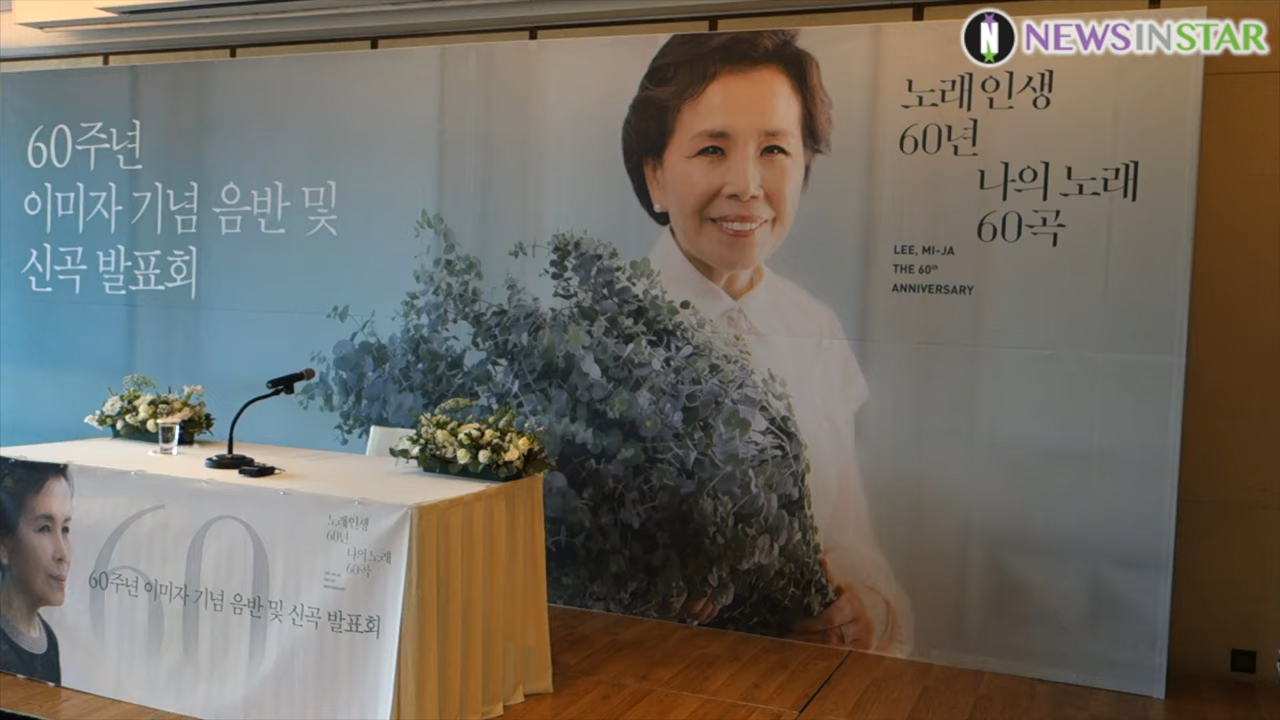 NEWSINSTAR
60주년
이미자 기념 음반 및
신곡 발표회
노래인생
60년
나의 노래
60곡
LEE, MI-JA
THE 60th
ANNIVERSARY
60
노래인생
60년
나의 노래
60곡
60주년 이미자 기념 음반 및 신곡 발표회